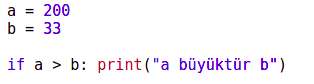 a = 200
b = 33
if a > b: print("a büyüktür b")